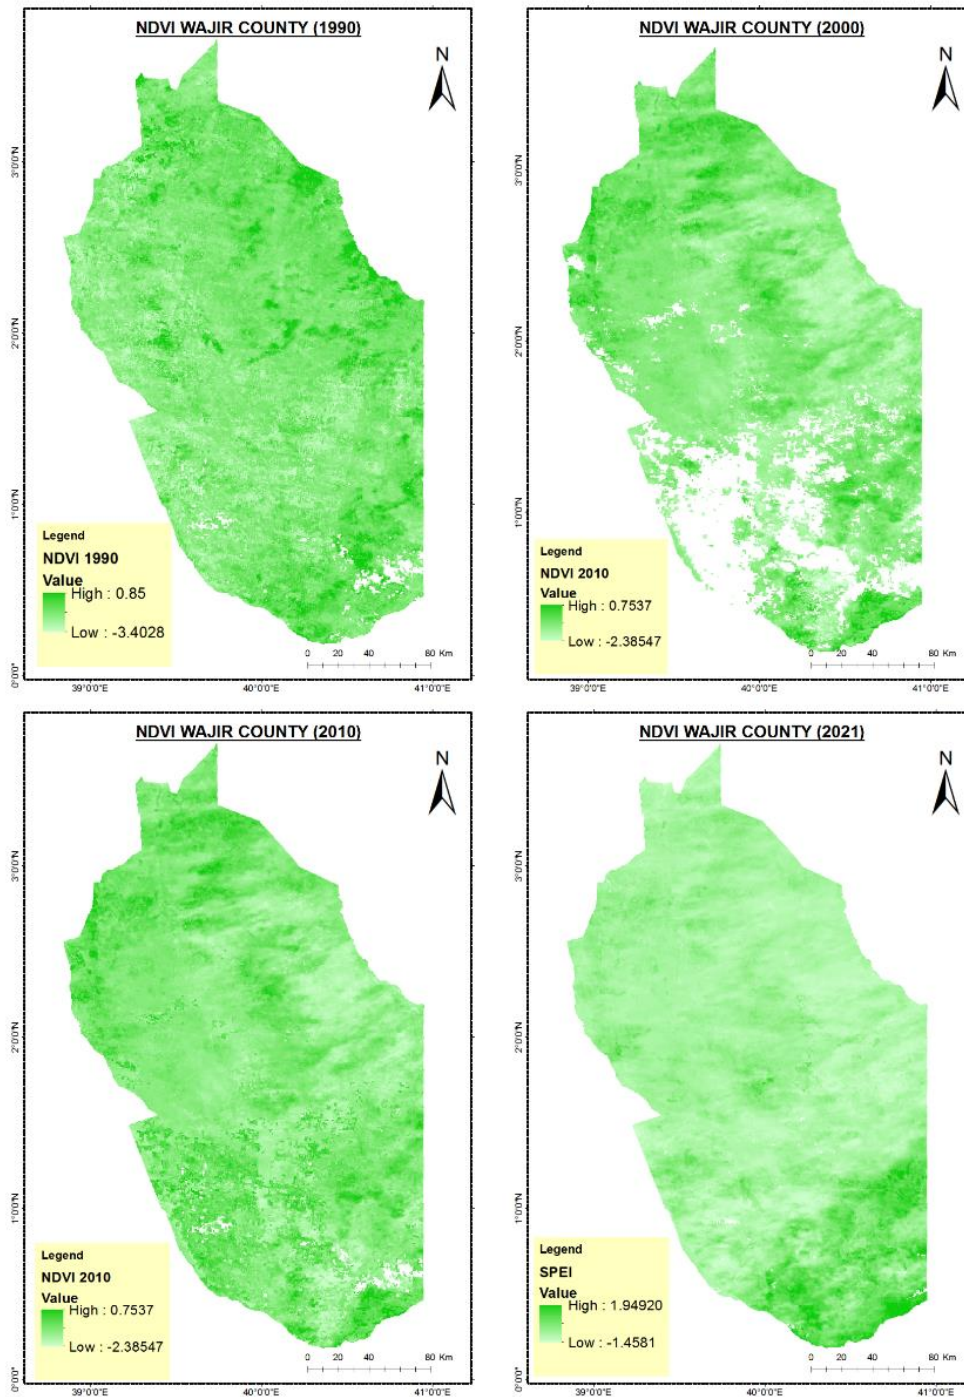 NDVI WAJIR COUNTY (1990)
N
3°0'0"N
2°0'0"N
1°0'0"N
0°0'0"
Legend
NDVI 1990
Value
High : 0.85
Low : -3.4028
0 20 40 80 Km
39°0'0"E 40°0'0"E 41°0'0"E
NDVI WAJIR COUNTY (2000)
N
3°0'0"N
2°0'0"N
1°0'0"N
Legend
NDVI 2010
Value
High : 0.7537
Low : -2.38547
0 20 40 80 Km
39°0'0"E 40°0'0"E 41°0'0"E
NDVI WAJIR COUNTY (2010)
N
3°0'0"N
2°0'0"N
1°0'0"N
0°0'0"
Legend
NDVI 2010
Value
High : 0.7537
Low : -2.38547
0 20 40 80 Km
39°0'0"E 40°0'0"E 41°0'0"E
NDVI WAJIR COUNTY (2021)
N
3°0'0"N
2°0'0"N
1°0'0"N
0°0'0"
Legend
SPEI
Value
High : 1.94920
Low : -1.4581
0 20 40 80 Km
39°0'0"E 40°0'0"E 41°0'0"E